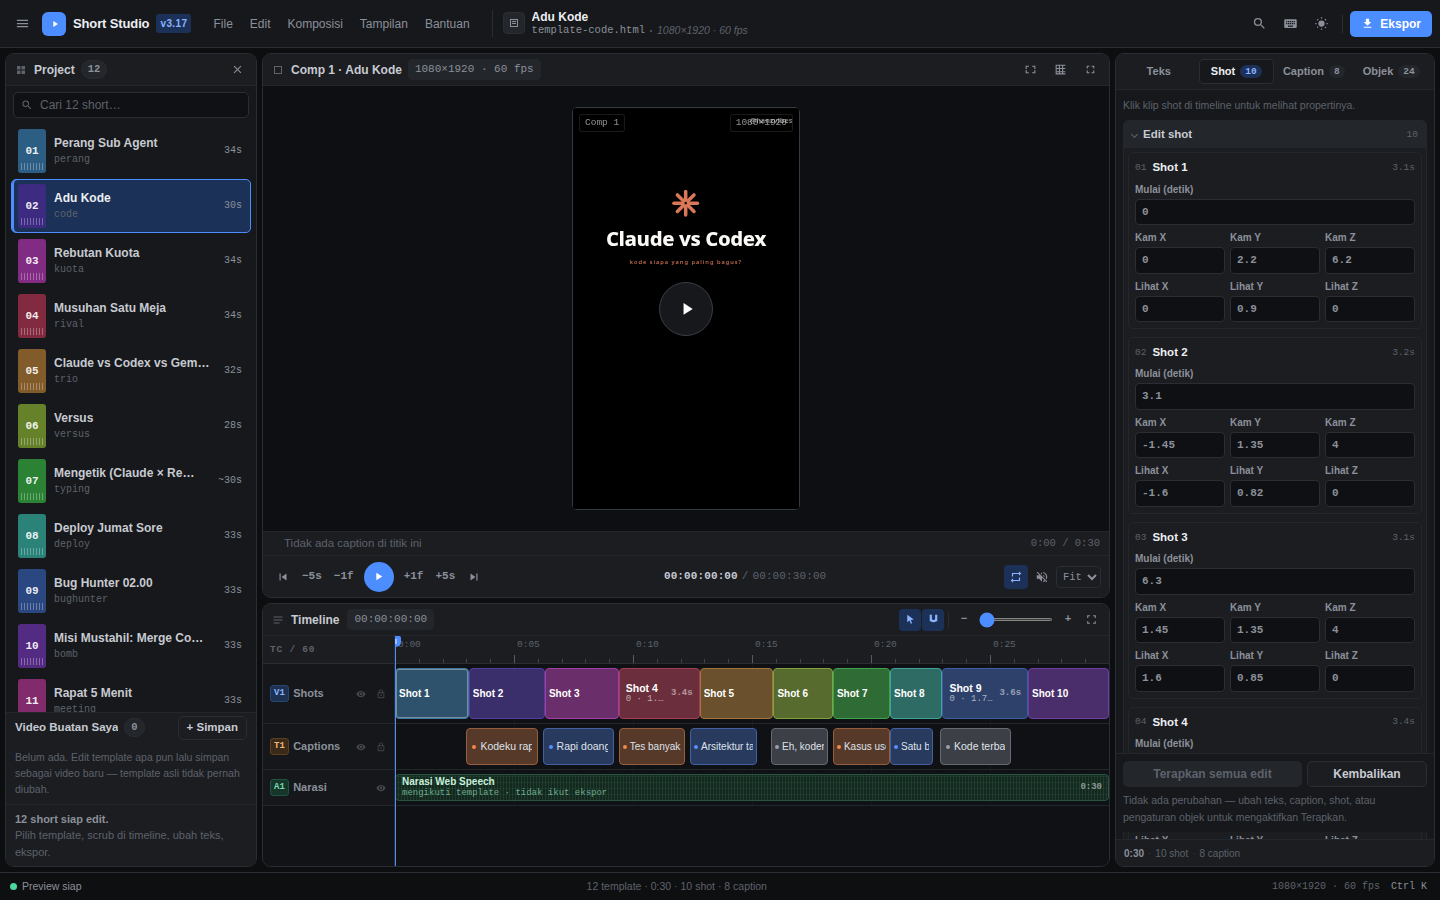 Short Studio v3.17 File Edit Komposisi Tampilan Bantuan
Adu Kode
template-code.html · 1080×1920 · 60 fps
Ekspor
Project 12
Cari 12 short…
01 Perang Sub Agent 34s
perang
02 Adu Kode 30s
code
03 Rebutan Kuota 34s
kuota
04 Musuhan Satu Meja 34s
rival
05 Claude vs Codex vs Gem… 32s
trio
06 Versus 28s
versus
07 Mengetik (Claude × Re… ~30s
typing
08 Deploy Jumat Sore 33s
deploy
09 Bug Hunter 02.00 33s
bughunter
10 Misi Mustahil: Merge Co… 33s
bomb
11 Rapat 5 Menit 33s
meeting
Video Buatan Saya 0 + Simpan
Belum ada. Edit template apa pun lalu simpan
sebagai video baru — template asli tidak pernah
diubah.
12 short siap edit.
Pilih template, scrub di timeline, ubah teks,
ekspor.
Comp 1 · Adu Kode 1080×1920 · 60 fps
Comp 1 1080×1920
Claude vs Codex
kode siapa yang paling bagus?
Tidak ada caption di titik ini 0:00 / 0:30
−5s −1f +1f +5s 00:00:00:00 / 00:00:30:00 Fit
Timeline 00:00:00:00 − +
TC / 60 0:00 0:05 0:10 0:15 0:20 0:25
V1 Shots Shot 1 Shot 2 Shot 3 Shot 4 3.4s Shot 5 Shot 6 Shot 7 Shot 8 Shot 9 3.6s Shot 10
0 · 1.… 0 · 1.7…
T1 Captions Kodeku rap Rapi doang Tes banyak Arsitektur ta Eh, koder Kasus us Satu b Kode terba
A1 Narasi Narasi Web Speech 0:30
mengikuti template · tidak ikut ekspor
Teks Shot 10 Caption 8 Objek 24
Klik klip shot di timeline untuk melihat propertinya.
Edit shot 10
01 Shot 1 3.1s
Mulai (detik)
0
Kam X Kam Y Kam Z
0 2.2 6.2
Lihat X Lihat Y Lihat Z
0 0.9 0
02 Shot 2 3.2s
Mulai (detik)
3.1
Kam X Kam Y Kam Z
-1.45 1.35 4
Lihat X Lihat Y Lihat Z
-1.6 0.82 0
03 Shot 3 3.1s
Mulai (detik)
6.3
Kam X Kam Y Kam Z
1.45 1.35 4
Lihat X Lihat Y Lihat Z
1.6 0.85 0
04 Shot 4 3.4s
Mulai (detik)
Terapkan semua edit Kembalikan
Tidak ada perubahan — ubah teks, caption, shot, atau
pengaturan objek untuk mengaktifkan Terapkan.
0:30 · 10 shot · 8 caption
Preview siap 12 template · 0:30 · 10 shot · 8 caption 1080×1920 · 60 fps Ctrl K